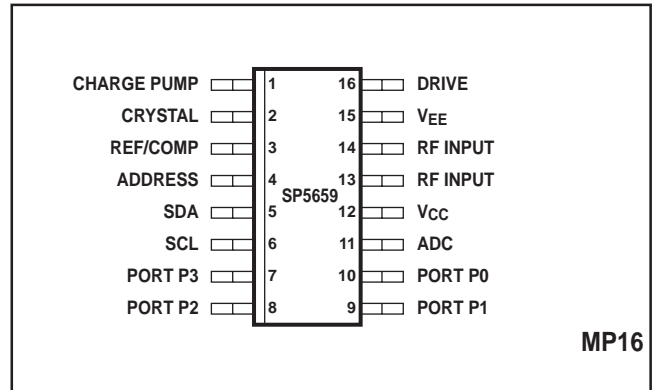 CHARGE PUMP 1 16 DRIVE
CRYSTAL 2 15 VEE
REF/COMP 3 14 RF INPUT
ADDRESS 4 13 RF INPUT
SP5659
SDA 5 12 VCC
SCL 6 11 ADC
PORT P3 7 10 PORT P0
PORT P2 8 9 PORT P1
MP16